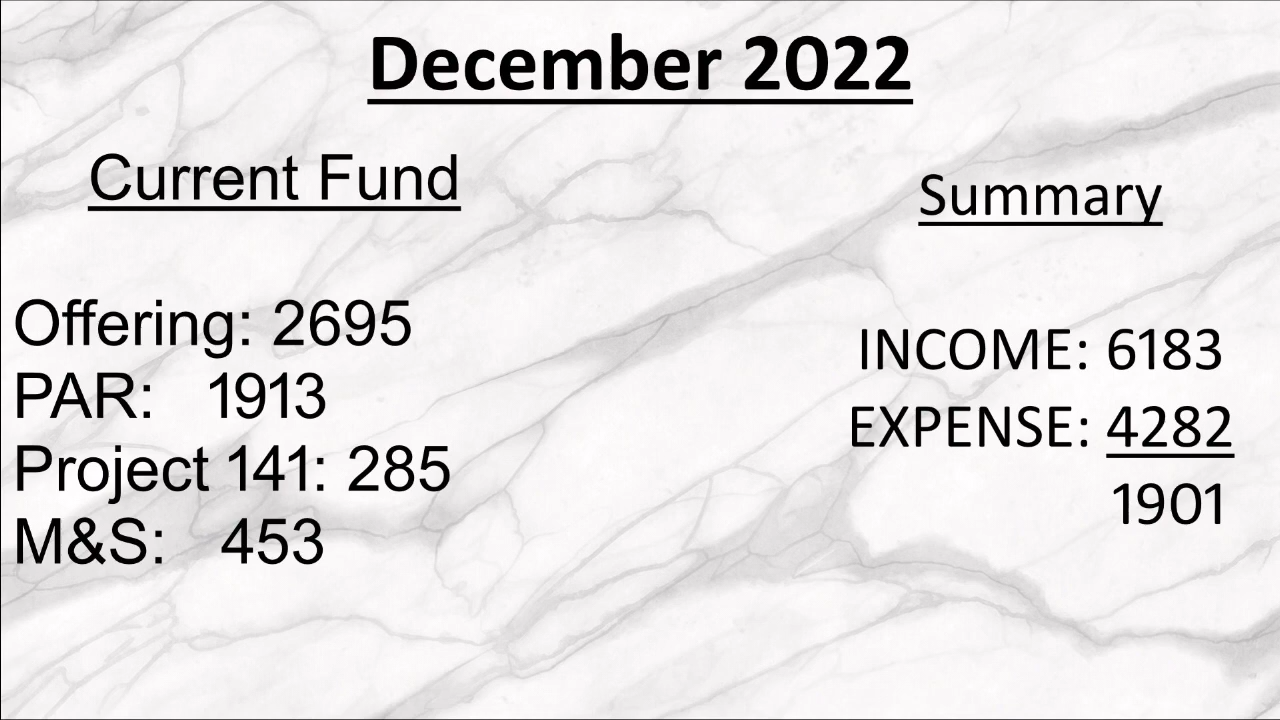 December 2022
Current Fund
Offering: 2695
PAR: 1913
Project 141: 285
M&S: 453
Summary
INCOME: 6183
EXPENSE: 4282
1901